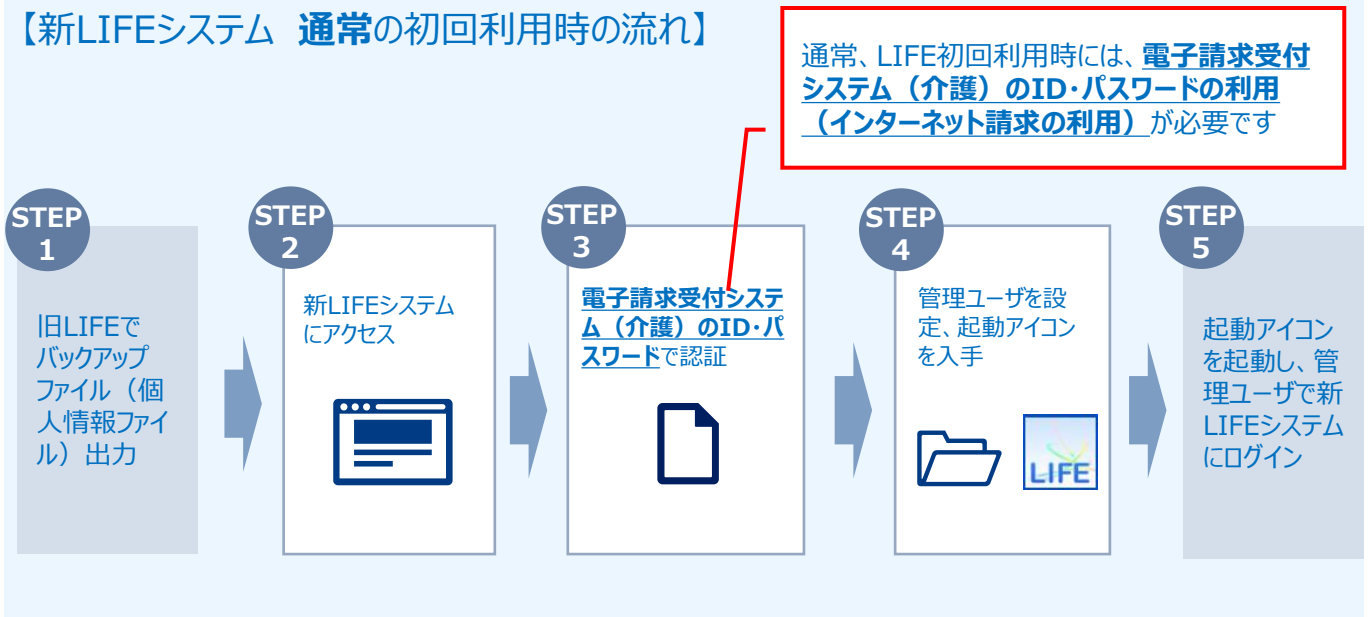 【新LIFEシステム 通常の初回利用時の流れ】
通常、LIFE初回利用時には、電子請求受付
システム（介護）のID・パスワードの利用
（インターネット請求の利用）が必要です
STEP
1
旧LIFEで
バックアップ
ファイル（個
人情報ファイ
ル）出力
STEP
2
新LIFEシステム
にアクセス
STEP
3
電子請求受付システ
ム（介護）のID・パ
スワードで認証
STEP
4
管理ユーザを設
定、起動アイコン
を入手
LIFE
STEP
5
起動アイコン
を起動し、管
理ユーザで新
LIFEシステム
にログイン